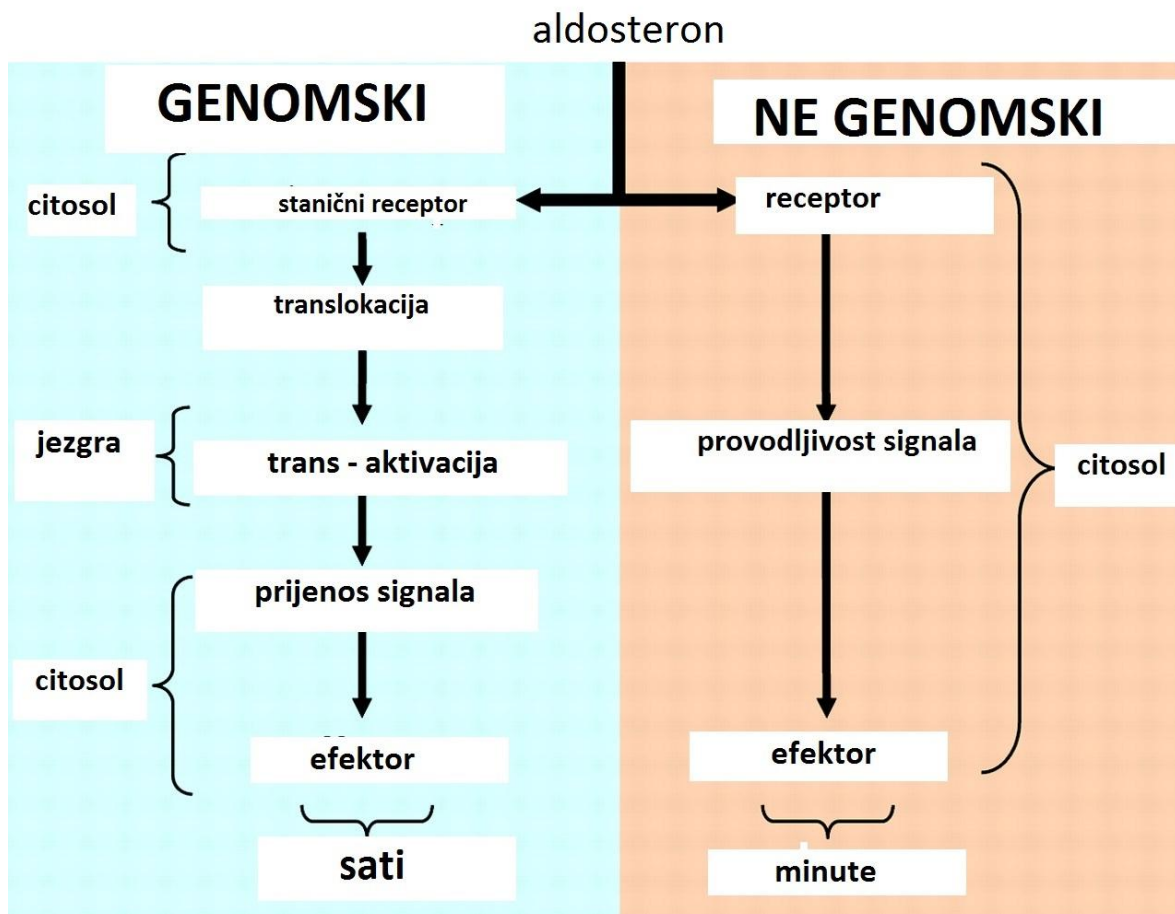 aldosteron
GENOMSKI
citosol
stanični receptor
translokacija
jezgra
trans - aktivacija
prijenos signala
citosol
efektor
sati
NE GENOMSKI
receptor
provodljivost signala
citosol
efektor
minute